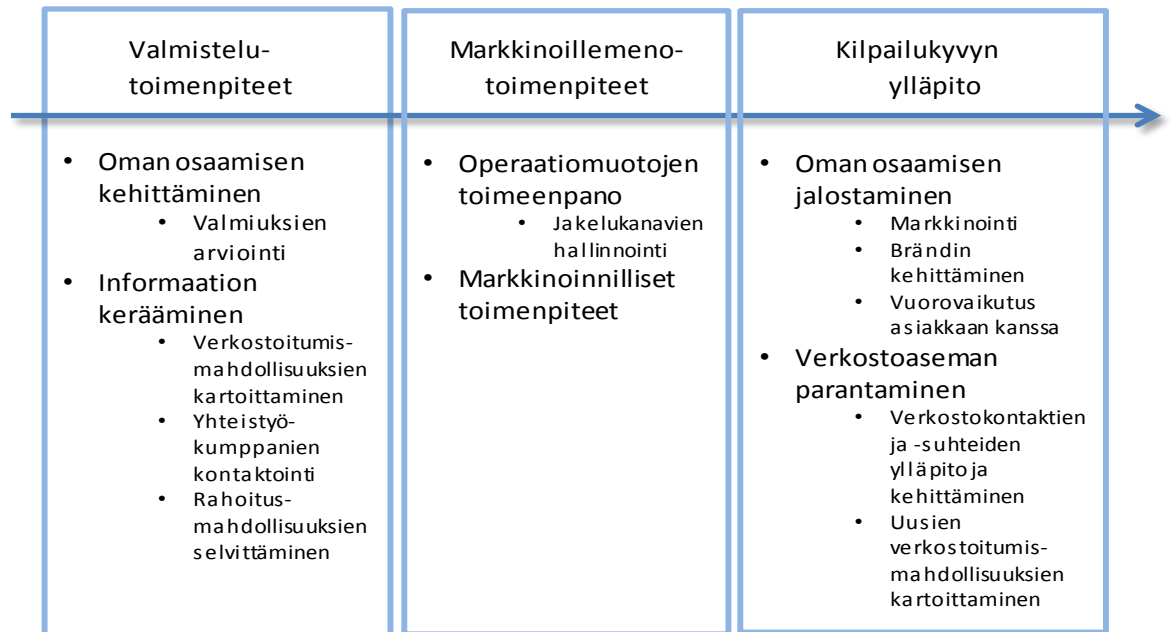 Valmistelu-
toimenpiteet
• Oman osaamisen
kehittäminen
• Valmiuksien
arviointi
• Informaation
kerääminen
• Verkostoitumis-
mahdollisuuksien
kartoittaminen
• Yhteistyö-
kumppanien
kontaktointi
• Rahoitus-
mahdollisuuksien
selvittäminen
Markkinoillemeno-
toimenpiteet
• Operaatiomuotojen
toimeenpano
• Jakelukanavien
hallinnointi
• Markkinoinnilliset
toimenpiteet
Kilpailukyvyn
ylläpito
• Oman osaamisen
jalostaminen
• Markkinointi
• Brändin
kehittäminen
• Vuorovaikutus
asiakkaan kanssa
• Verkostoaseman
parantaminen
• Verkostokontaktien
ja -suhteiden
ylläpito ja
kehittäminen
• Uusien
verkostoitumis-
mahdollisuuksien
kartoittaminen